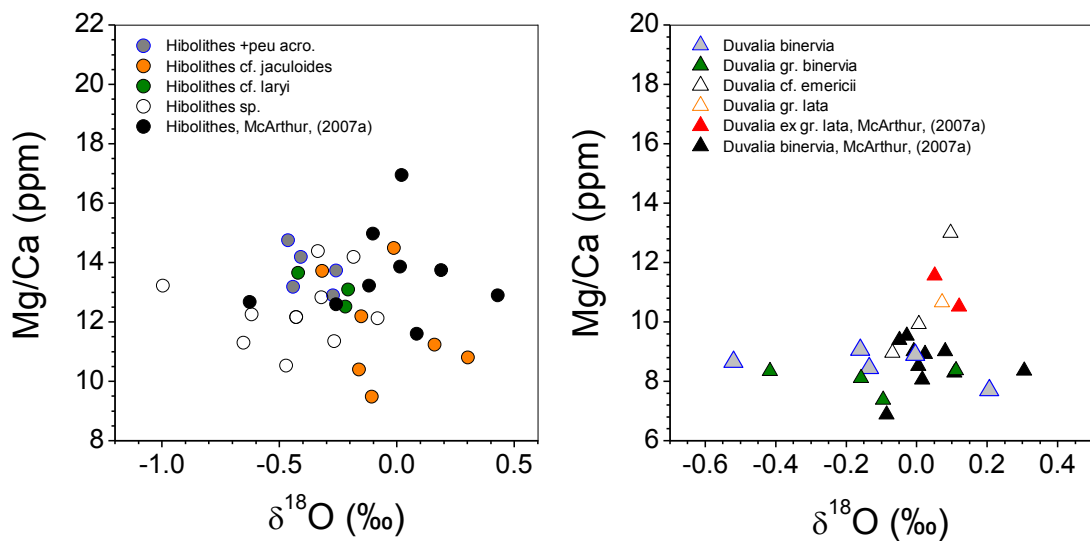 22
20
18
16
14
12
10
8
Mg/Ca (ppm)
Hibolithes +peu acro.
Hibolithes cf. jaculoides
Hibolithes cf. laryi
Hibolithes sp.
Hibolithes, McArthur, (2007a)
-1.0 -0.5 0.0 0.5
δ¹⁸O (‰)
20
18
16
14
12
10
8
6
Mg/Ca (ppm)
Duvalia binervia
Duvalia gr. binervia
Duvalia cf. emericii
Duvalia gr. lata
Duvalia ex gr. lata, McArthur, (2007a)
Duvalia binervia, McArthur, (2007a)
-0.6 -0.4 -0.2 0.0 0.2 0.4
δ¹⁸O (‰)